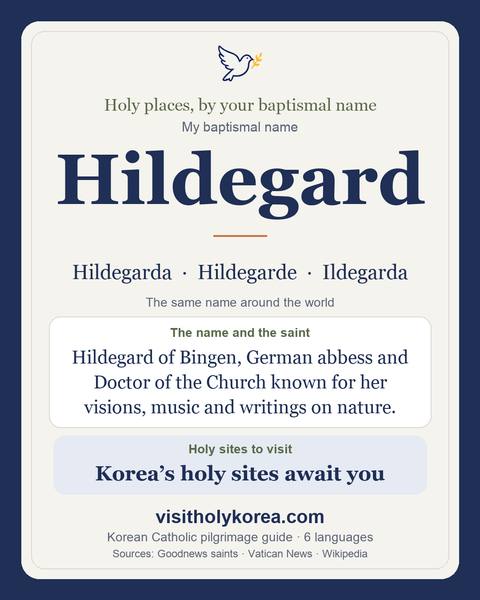 Holy places, by your baptismal name
My baptismal name
Hildegard
Hildegarda · Hildegarde · Ildegarda
The same name around the world
The name and the saint
Hildegard of Bingen, German abbess and
Doctor of the Church known for her
visions, music and writings on nature.
Holy sites to visit
Korea’s holy sites await you
visitholykorea.com
Korean Catholic pilgrimage guide · 6 languages
Sources: Goodnews saints · Vatican News · Wikipedia